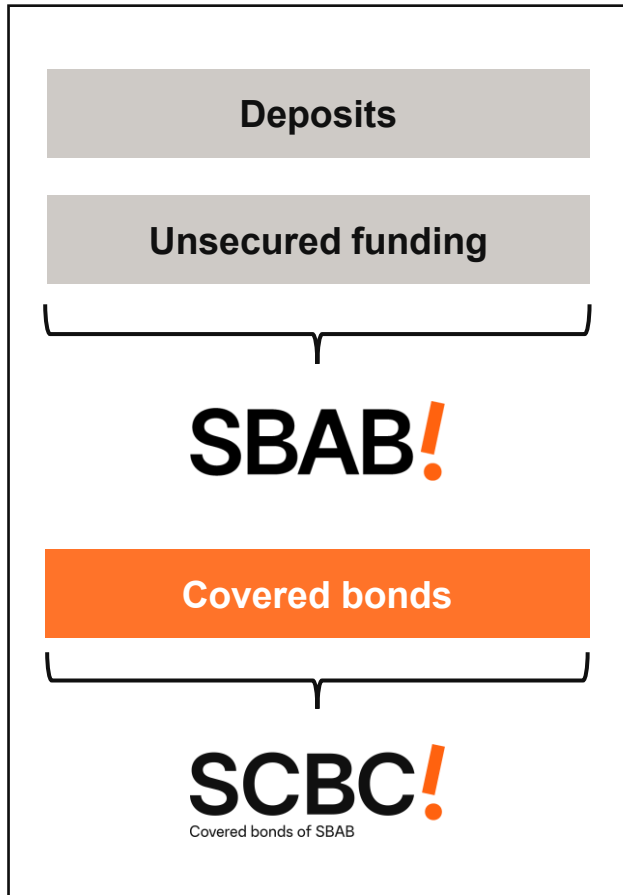 Deposits
Unsecured funding
SBAB!
Covered bonds
SCBC!
Covered bonds of SBAB